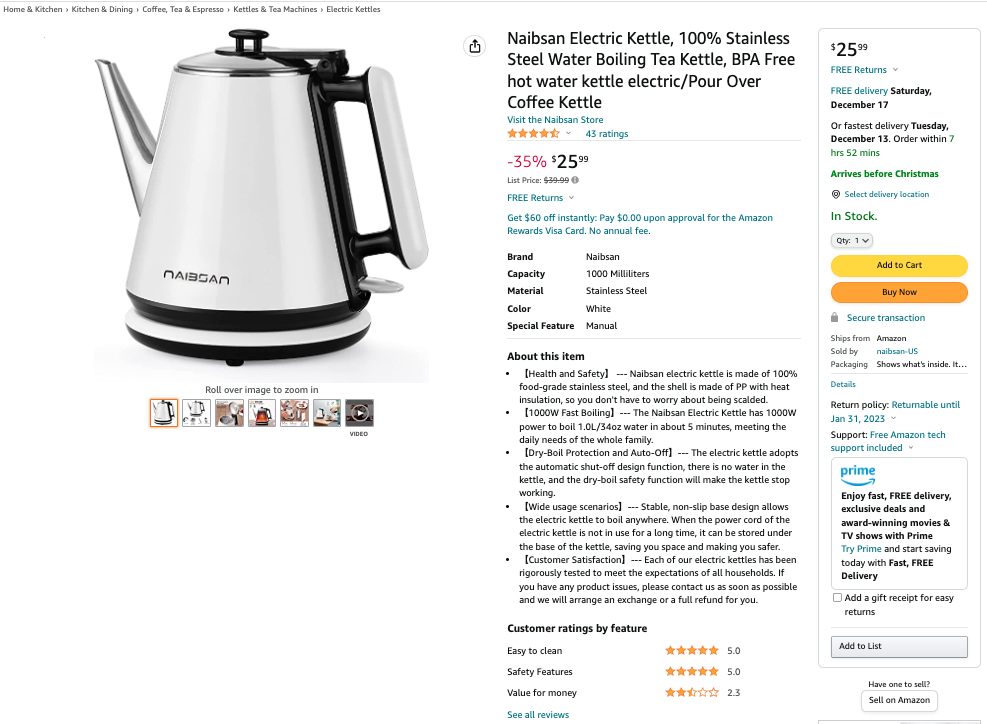 Home & Kitchen › Kitchen & Dining › Coffee, Tea & Espresso › Kettles & Tea Machines › Electric Kettles
NAIBSAN
Roll over image to zoom in
VIDEO
Naibsan Electric Kettle, 100% Stainless
Steel Water Boiling Tea Kettle, BPA Free
hot water kettle electric/Pour Over
Coffee Kettle
Visit the Naibsan Store
43 ratings
-35% $2599
List Price: $39.99
FREE Returns
Get $60 off instantly: Pay $0.00 upon approval for the Amazon
Rewards Visa Card. No annual fee.
Brand Naibsan
Capacity 1000 Milliliters
Material Stainless Steel
Color White
Special Feature Manual
About this item
• 【Health and Safety】 --- Naibsan electric kettle is made of 100%
food-grade stainless steel, and the shell is made of PP with heat
insulation, so you don't have to worry about being scalded.
• 【1000W Fast Boiling】--- The Naibsan Electric Kettle has 1000W
power to boil 1.0L/34oz water in about 5 minutes, meeting the
daily needs of the whole family.
• 【Dry-Boil Protection and Auto-Off】--- The electric kettle adopts
the automatic shut-off design function, there is no water in the
kettle, and the dry-boil safety function will make the kettle stop
working.
• 【Wide usage scenarios】--- Stable, non-slip base design allows
the electric kettle to boil anywhere. When the power cord of the
electric kettle is not in use for a long time, it can be stored under
the base of the kettle, saving you space and making you safer.
• 【Customer Satisfaction】--- Each of our electric kettles has been
rigorously tested to meet the expectations of all households. If
you have any product issues, please contact us as soon as possible
and we will arrange an exchange or a full refund for you.
Customer ratings by feature
Easy to clean 5.0
Safety Features 5.0
Value for money 2.3
See all reviews
$2599
FREE Returns
FREE delivery Saturday,
December 17
Or fastest delivery Tuesday,
December 13. Order within 7
hrs 52 mins
Arrives before Christmas
Select delivery location
In Stock.
Qty: 1
Add to Cart
Buy Now
Secure transaction
Ships from Amazon
Sold by naibsan-US
Packaging Shows what's inside. It…
Details
Return policy: Returnable until
Jan 31, 2023
Support: Free Amazon tech
support included
prime
Enjoy fast, FREE delivery,
exclusive deals and
award-winning movies &
TV shows with Prime
Try Prime and start saving
today with Fast, FREE
Delivery
Add a gift receipt for easy
returns
Add to List
Have one to sell?
Sell on Amazon